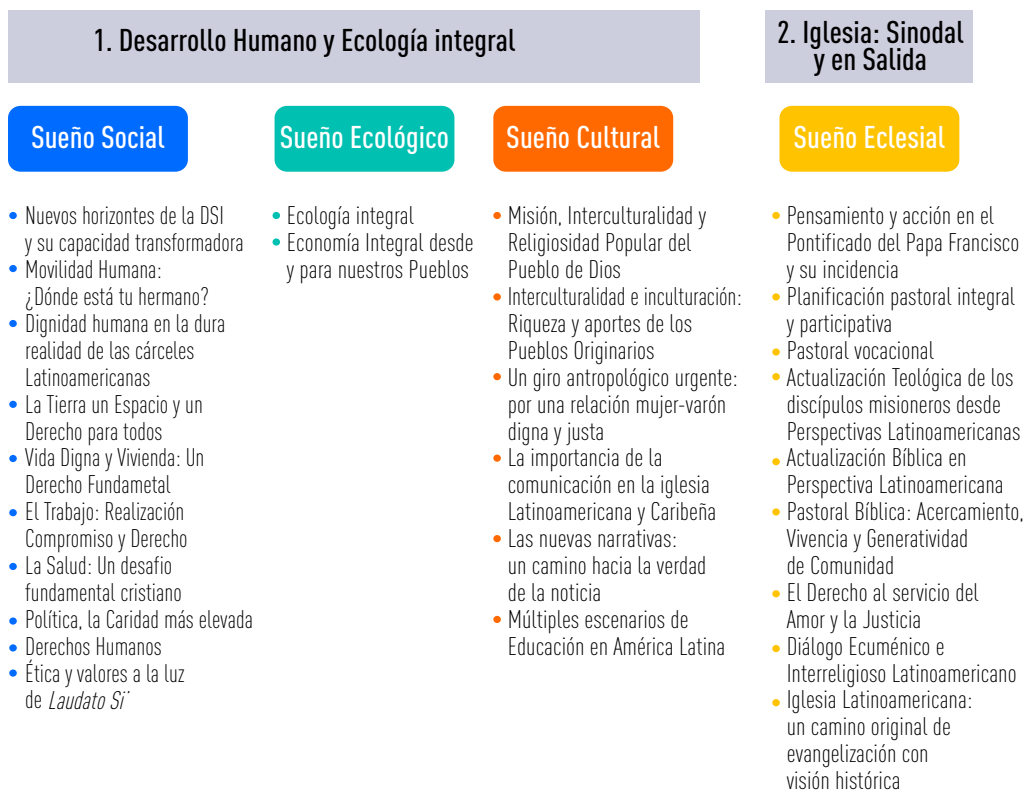 1. Desarrollo Humano y Ecología integral
2. Iglesia: Sinodal
y en Salida
Sueño Social
• Nuevos horizontes de la DSI
y su capacidad transformadora
• Movilidad Humana:
¿Dónde está tu hermano?
• Dignidad humana en la dura
realidad de las cárceles
Latinoamericanas
• La Tierra un Espacio y un
Derecho para todos
• Vida Digna y Vivienda: Un
Derecho Fundametal
• El Trabajo: Realización
Compromiso y Derecho
• La Salud: Un desafio
fundamental cristiano
• Política, la Caridad más elevada
• Derechos Humanos
• Ética y valores a la luz
de Laudato Si¨
Sueño Ecológico
• Ecología integral
• Economía Integral desde
y para nuestros Pueblos
Sueño Cultural
• Misión, Interculturalidad y
Religiosidad Popular del
Pueblo de Dios
• Interculturalidad e inculturación:
Riqueza y aportes de los
Pueblos Originarios
• Un giro antropológico urgente:
por una relación mujer-varón
digna y justa
• La importancia de la
comunicación en la iglesia
Latinoamericana y Caribeña
• Las nuevas narrativas:
un camino hacia la verdad
de la noticia
• Múltiples escenarios de
Educación en América Latina
Sueño Eclesial
• Pensamiento y acción en el
Pontificado del Papa Francisco
y su incidencia
• Planificación pastoral integral
y participativa
• Pastoral vocacional
• Actualización Teológica de los
discípulos misioneros desde
Perspectivas Latinoamericanas
• Actualización Bíblica en
Perspectiva Latinoamericana
• Pastoral Bíblica: Acercamiento,
Vivencia y Generatividad
de Comunidad
• El Derecho al servicio del
Amor y la Justicia
• Diálogo Ecuménico e
Interreligioso Latinoamericano
• Iglesia Latinoamericana:
un camino original de
evangelización con
visión histórica